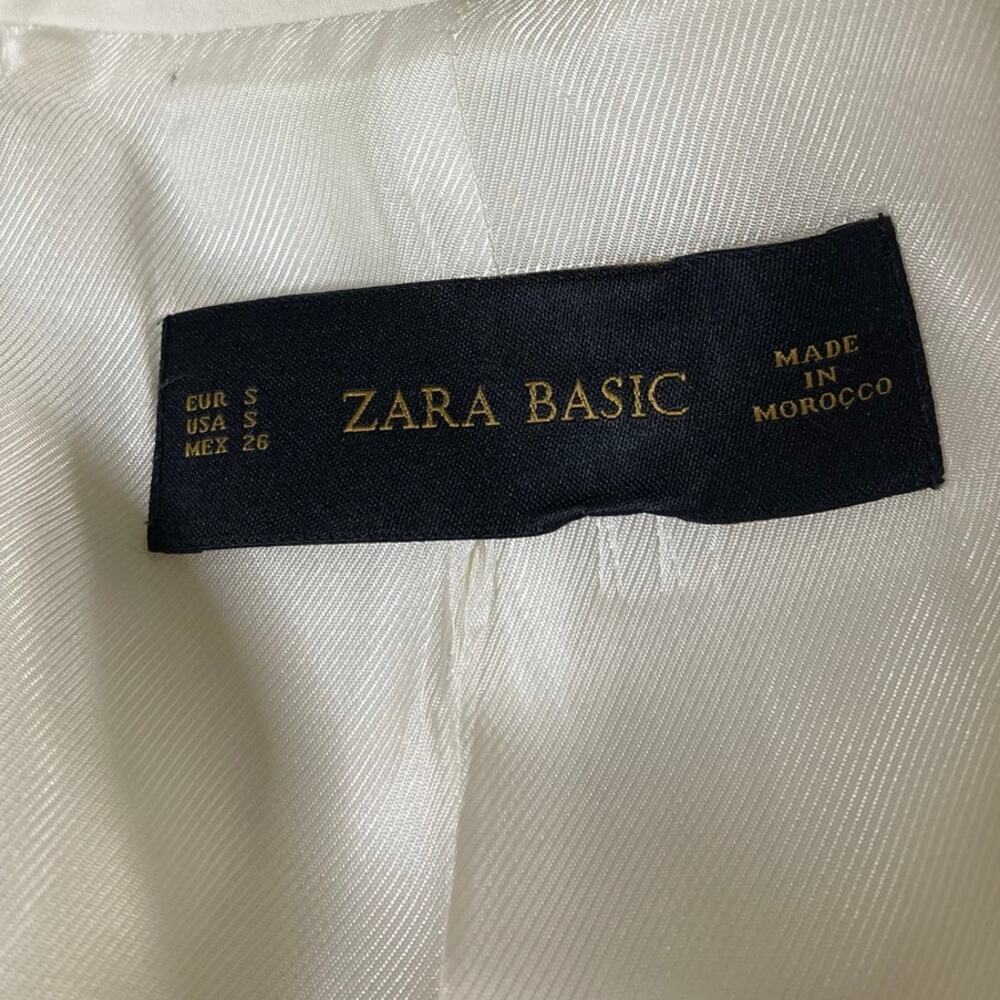 EUR S
USA S
MEX 26
ZARA BASIC
MADE
IN
MOROCCO